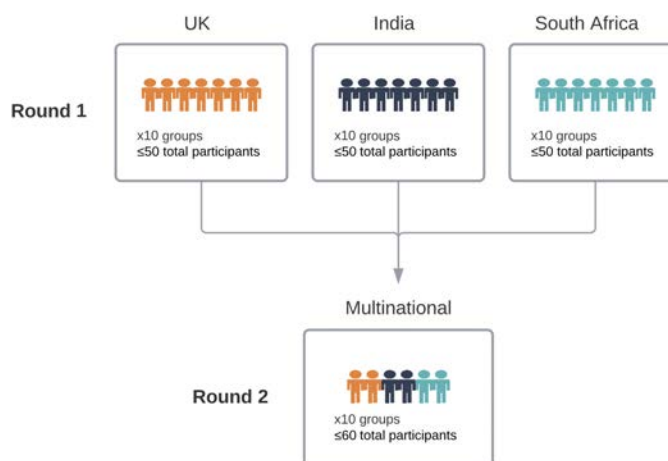 UK
India
South Africa
Round 1
x10 groups
≤50 total participants
x10 groups
≤50 total participants
x10 groups
≤50 total participants
Multinational
Round 2
x10 groups
≤60 total participants